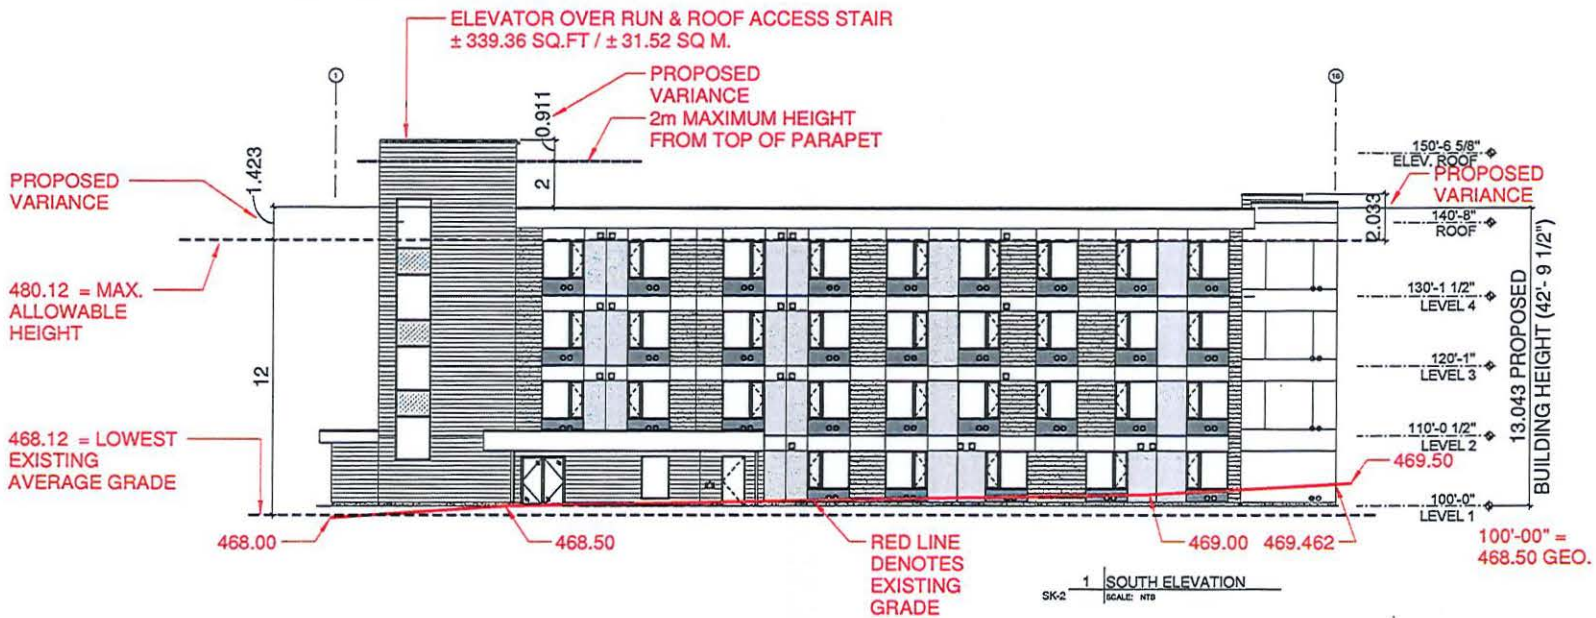 ELEVATOR OVER RUN & ROOF ACCESS STAIR
± 339.36 SQ.FT / ± 31.52 SQ M.
1
PROPOSED
VARIANCE
0.911
2m MAXIMUM HEIGHT
FROM TOP OF PARAPET
16
150'-6 5/8"
ELEV. ROOF
PROPOSED
VARIANCE
1.423
PROPOSED
VARIANCE
2
2.033
140'-8"
ROOF
480.12 = MAX.
ALLOWABLE
HEIGHT
130'-1 1/2"
LEVEL 4
12
120'-1"
LEVEL 3
13.043 PROPOSED
BUILDING HEIGHT (42'- 9 1/2")
468.12 = LOWEST
EXISTING
AVERAGE GRADE
110'-0 1/2"
LEVEL 2
469.50
100'-0"
LEVEL 1
468.00
468.50
RED LINE
DENOTES
EXISTING
GRADE
469.00
469.462
100'-00" =
468.50 GEO.
1
SOUTH ELEVATION
SK-2
SCALE: NTS